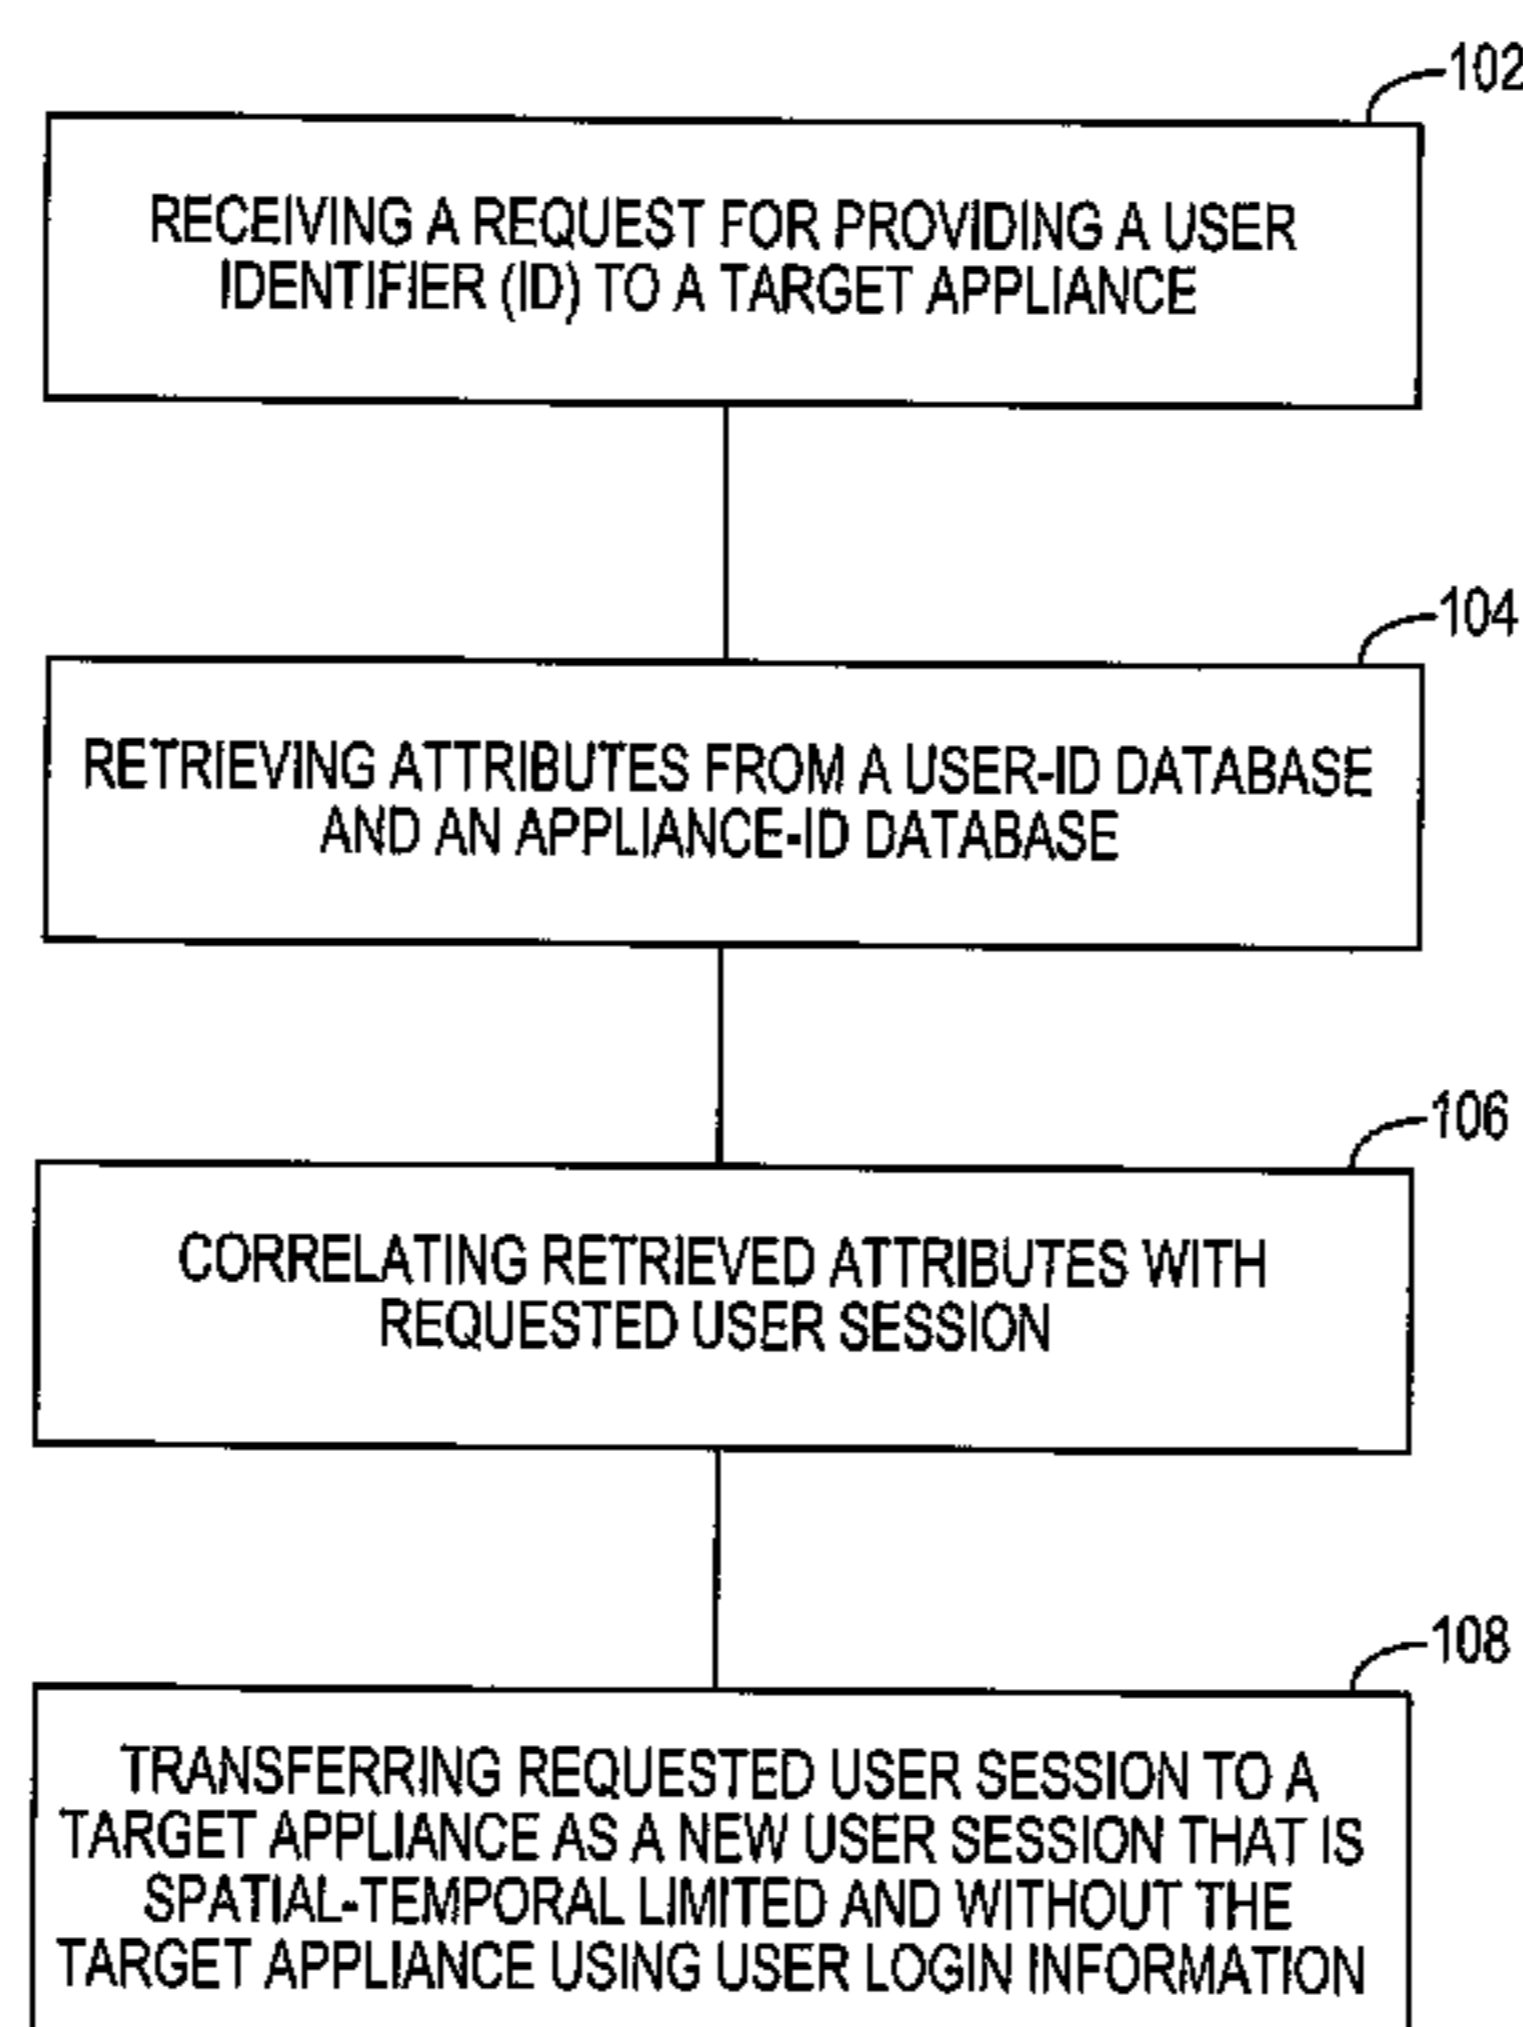 102
RECEIVING A REQUEST FOR PROVIDING A USER
IDENTIFIER (ID) TO A TARGET APPLIANCE
104
RETRIEVING ATTRIBUTES FROM A USER-ID DATABASE
AND AN APPLIANCE-ID DATABASE
106
CORRELATING RETRIEVED ATTRIBUTES WITH
REQUESTED USER SESSION
108
TRANSFERRING REQUESTED USER SESSION TO A
TARGET APPLIANCE AS A NEW USER SESSION THAT IS
SPATIAL-TEMPORAL LIMITED AND WITHOUT THE
TARGET APPLIANCE USING USER LOGIN INFORMATION